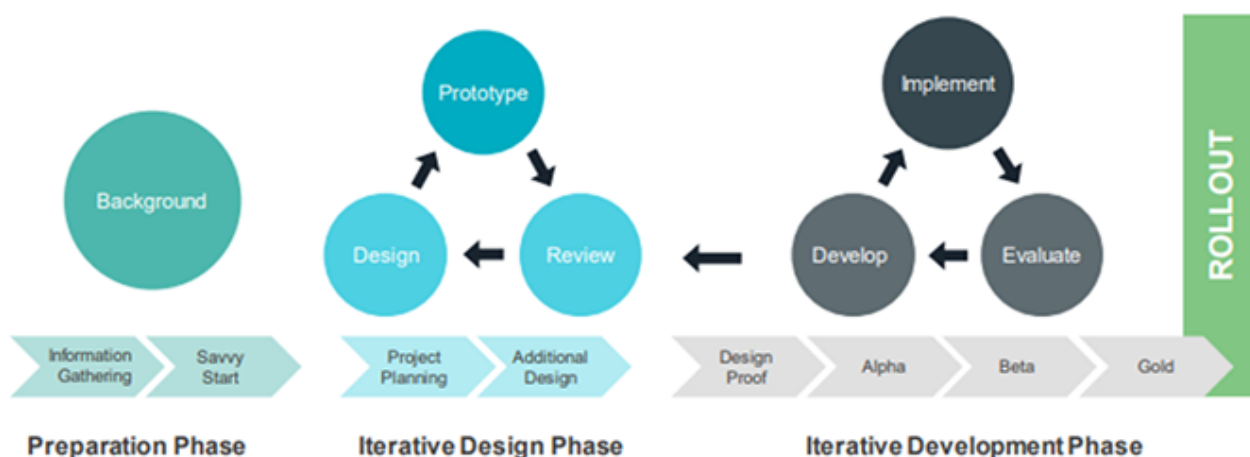 Implement
Prototype
Background
Design
Review
Develop
Evaluate
ROLLOUT
Information
Gathering
Savvy
Start
Project
Planning
Additional
Design
Design
Proof
Alpha
Beta
Gold
Preparation Phase
Iterative Design Phase
Iterative Development Phase